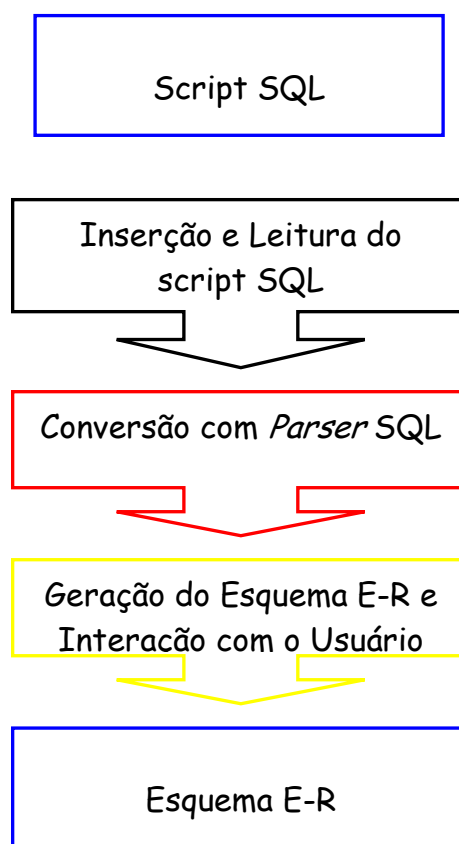 Script SQL
Inserção e Leitura do
script SQL
Conversão com Parser SQL
Geração do Esquema E-R e
Interação com o Usuário
Esquema E-R